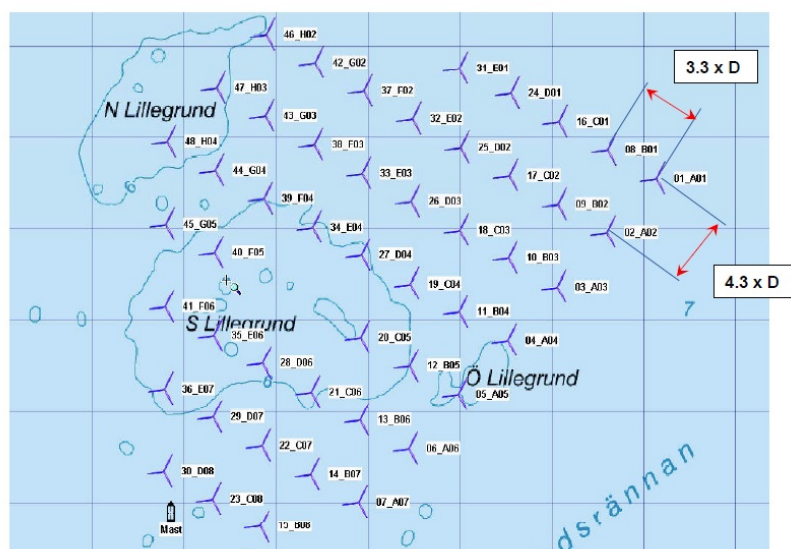 46_H02
42_G02
31_E01
3.3 x D
47_H03
37_F02
24_D01
N Lillegrund
43_G03
32_E02
16_C01
48_H04
38_F03
25_D02
08_B01
44_G04
33_E03
17_C02
01_A01
39_F04
26_D03
09_B02
45_G05
34_E04
18_C03
02_A02
40_F05
27_D04
10_B03
4.3 x D
19_C04
03_A03
41_F06
7
S Lillegrund
11_B04
35_E06
20_C05
04_A04
28_D06
12_B05
Ö Lillegrund
6
36_E07
21_C06
05_A05
29_D07
13_B06
22_C07
06_A06
30_D08
14_B07
dsrännan
23_C08
07_A07
Mast
15_B08